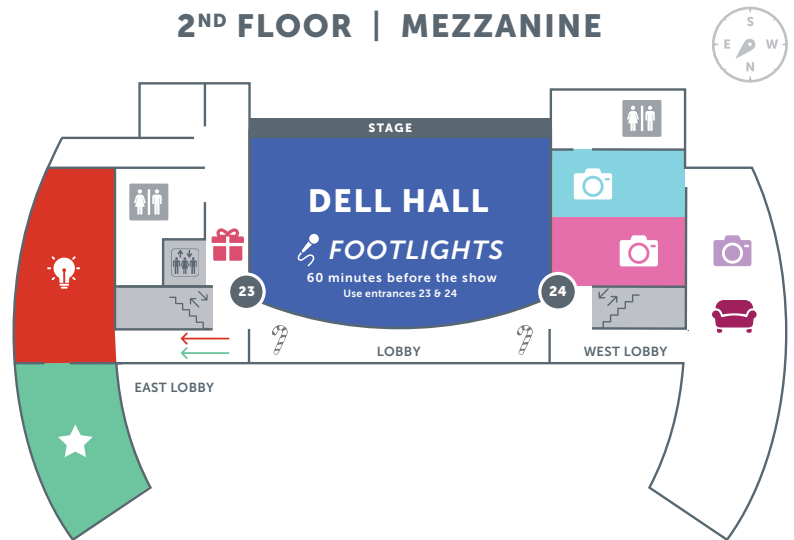 2ND FLOOR | MEZZANINE
S
E W
N
STAGE
DELL HALL
FOOTLIGHTS
60 minutes before the show
Use entrances 23 & 24
23
24
LOBBY
WEST LOBBY
EAST LOBBY